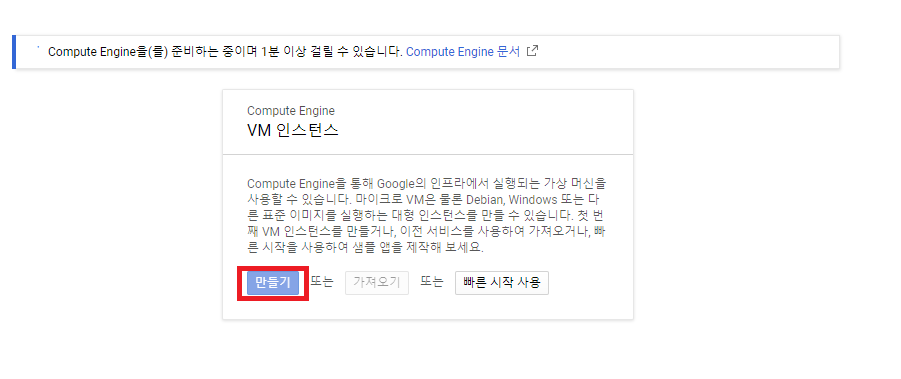 Compute Engine을(를) 준비하는 중이며 1분 이상 걸릴 수 있습니다. Compute Engine 문서
Compute Engine
VM 인스턴스
Compute Engine을 통해 Google의 인프라에서 실행되는 가상 머신을
사용할 수 있습니다. 마이크로 VM은 물론 Debian, Windows 또는 다
른 표준 이미지를 실행하는 대형 인스턴스를 만들 수 있습니다. 첫 번
째 VM 인스턴스를 만들거나, 이전 서비스를 사용하여 가져오거나, 빠
른 시작을 사용하여 샘플 앱을 제작해 보세요.
만들기 또는 가져오기 또는 빠른 시작 사용